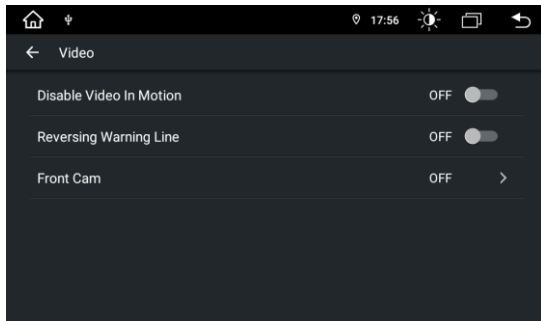 17:56
Video
Disable Video In Motion OFF
Reversing Warning Line OFF
Front Cam OFF